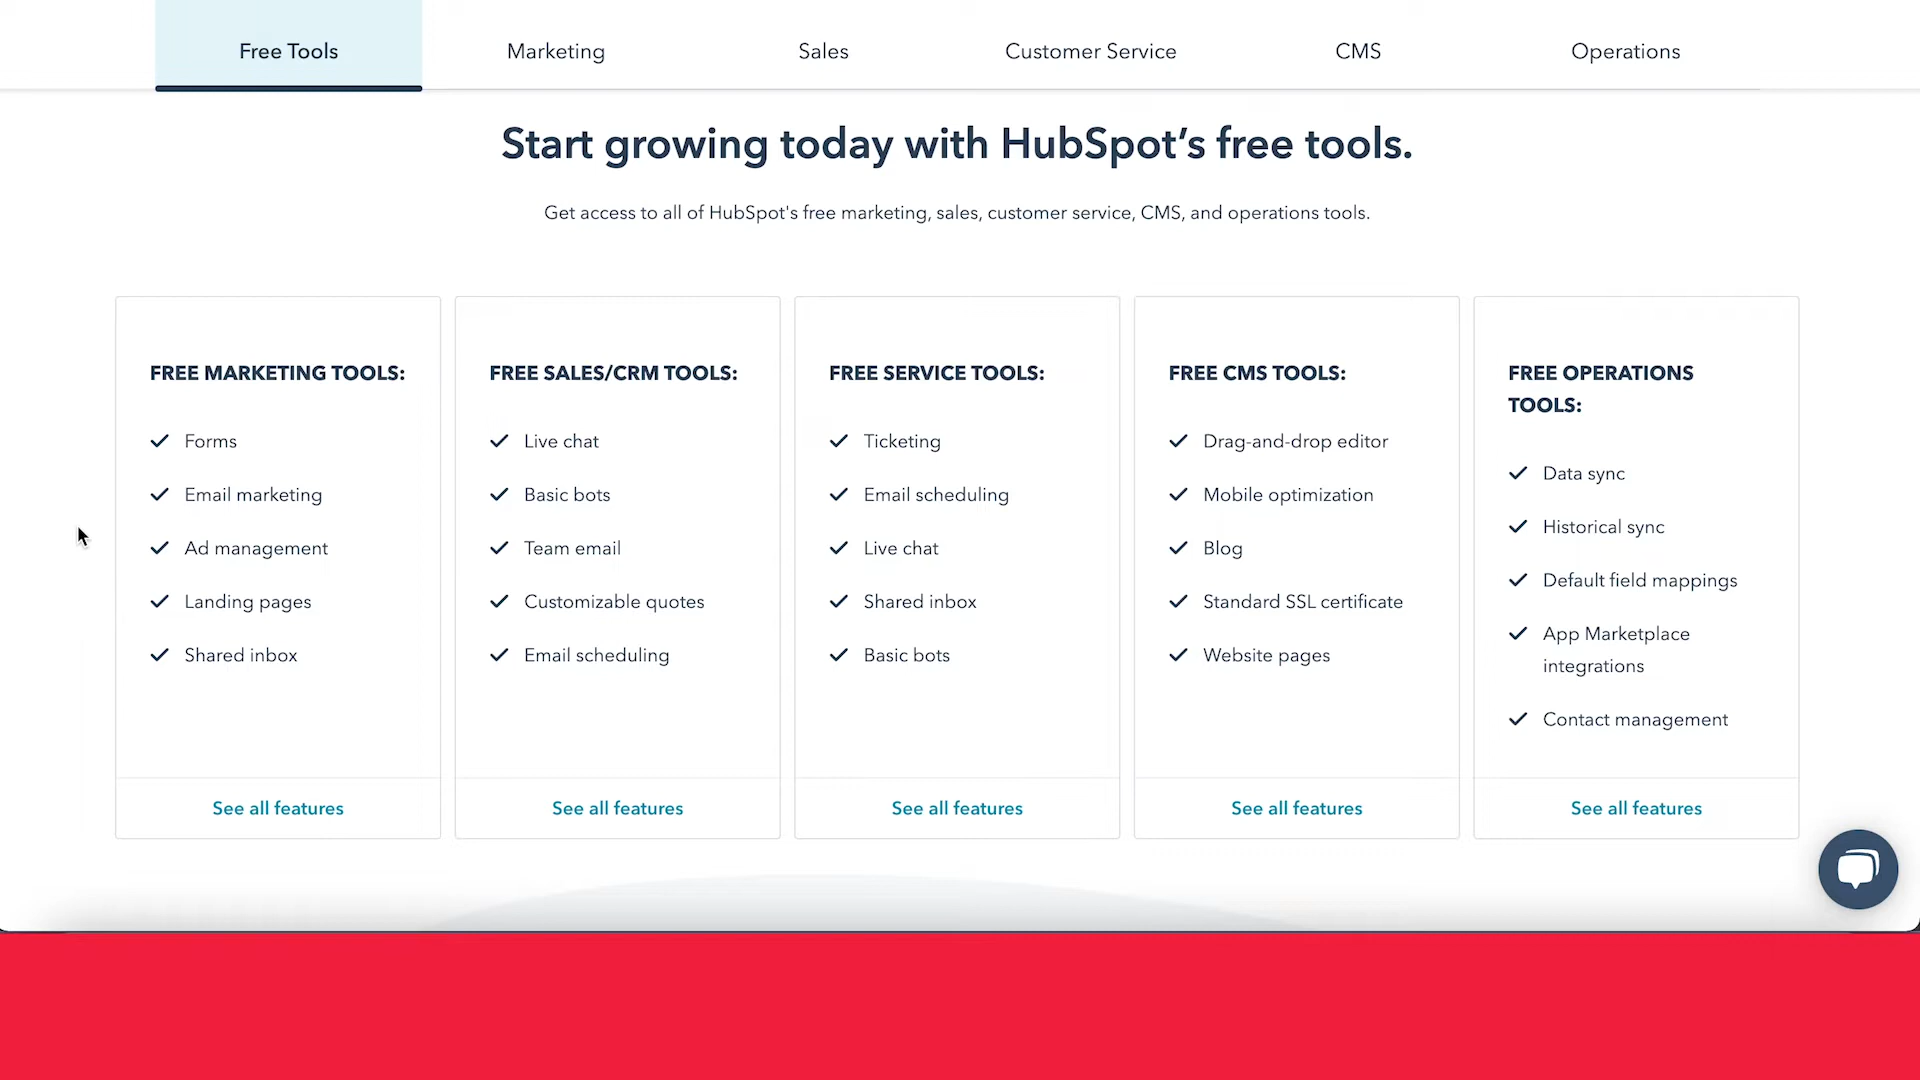 Free Tools
Marketing
Sales
Customer Service
CMS
Operations
Start growing today with HubSpot’s free tools.
Get access to all of HubSpot's free marketing, sales, customer service, CMS, and operations tools.
FREE MARKETING TOOLS:
Forms
Email marketing
Ad management
Landing pages
Shared inbox
See all features
FREE SALES/CRM TOOLS:
Live chat
Basic bots
Team email
Customizable quotes
Email scheduling
See all features
FREE SERVICE TOOLS:
Ticketing
Email scheduling
Live chat
Shared inbox
Basic bots
See all features
FREE CMS TOOLS:
Drag-and-drop editor
Mobile optimization
Blog
Standard SSL certificate
Website pages
See all features
FREE OPERATIONS
TOOLS:
Data sync
Historical sync
Default field mappings
App Marketplace
integrations
Contact management
See all features